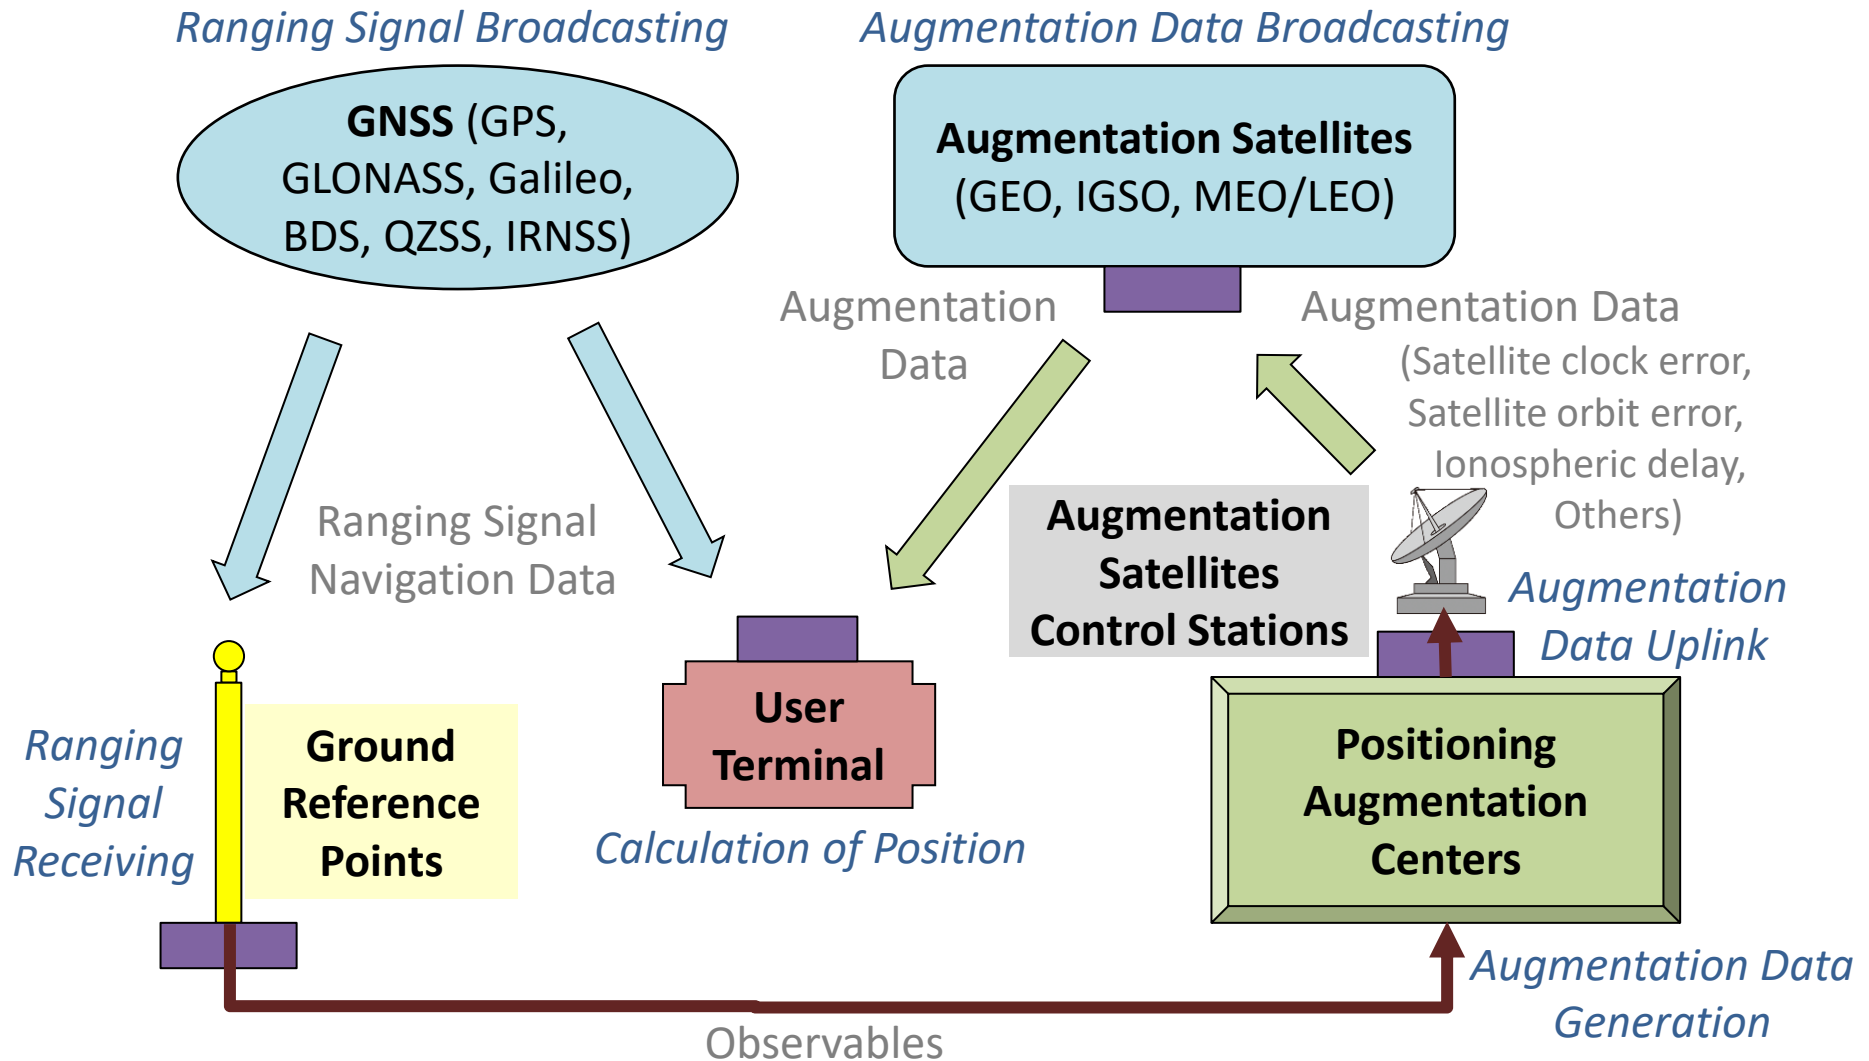 Ranging Signal Broadcasting
Augmentation Data Broadcasting
GNSS (GPS,
GLONASS, Galileo,
BDS, QZSS, IRNSS)
Augmentation Satellites
(GEO, IGSO, MEO/LEO)
Augmentation
Data
Augmentation Data
(Satellite clock error,
Satellite orbit error,
Ionospheric delay,
Others)
Ranging Signal
Navigation Data
Augmentation
Satellites
Control Stations
Augmentation
Data Uplink
Ranging
Signal
Receiving
Ground
Reference
Points
User
Terminal
Calculation of Position
Positioning
Augmentation
Centers
Augmentation Data
Generation
Observables